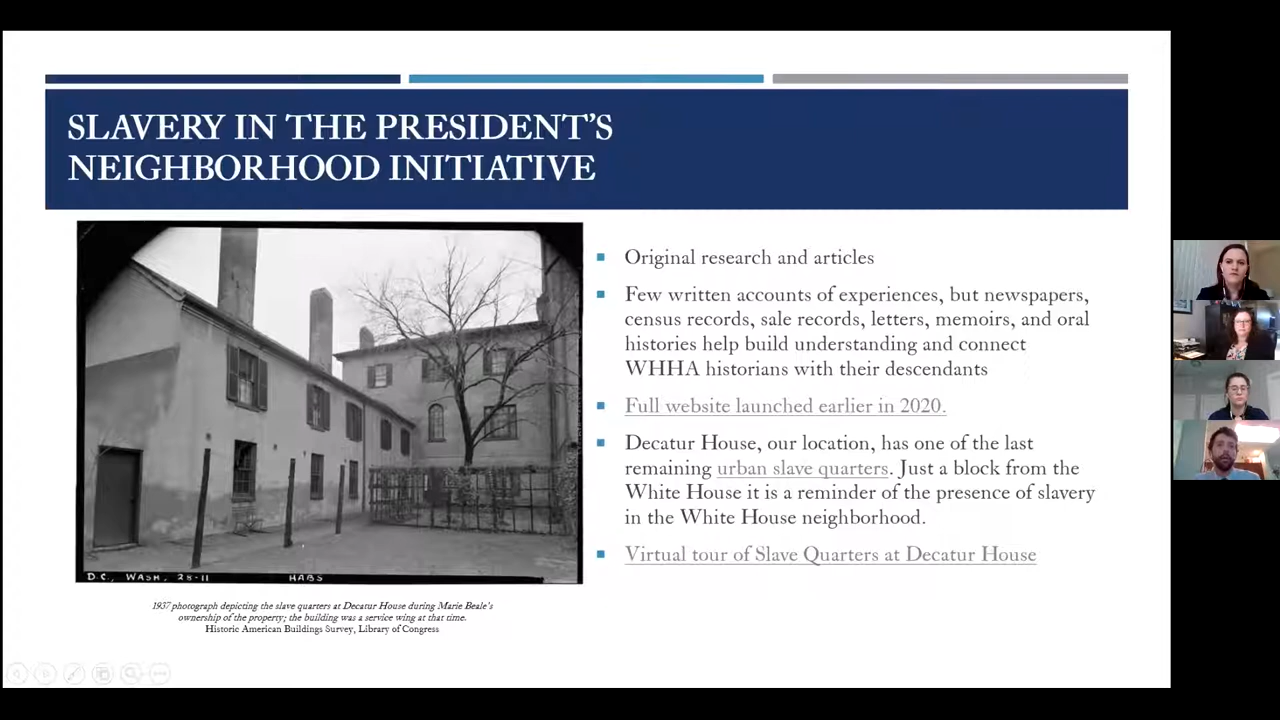 SLAVERY IN THE PRESIDENT'S
NEIGHBORHOOD INITIATIVE
D.C., WASH, 28-11 HABS
1937 photograph depicting the slave quarters at Decatur House during Marie Beale's
ownership of the property; the building was a service wing at that time.
Historic American Buildings Survey, Library of Congress
Original research and articles
Few written accounts of experiences, but newspapers,
census records, sale records, letters, memoirs, and oral
histories help build understanding and connect
WHHA historians with their descendants
Full website launched earlier in 2020.
Decatur House, our location, has one of the last
remaining urban slave quarters. Just a block from the
White House it is a reminder of the presence of slavery
in the White House neighborhood.
Virtual tour of Slave Quarters at Decatur House